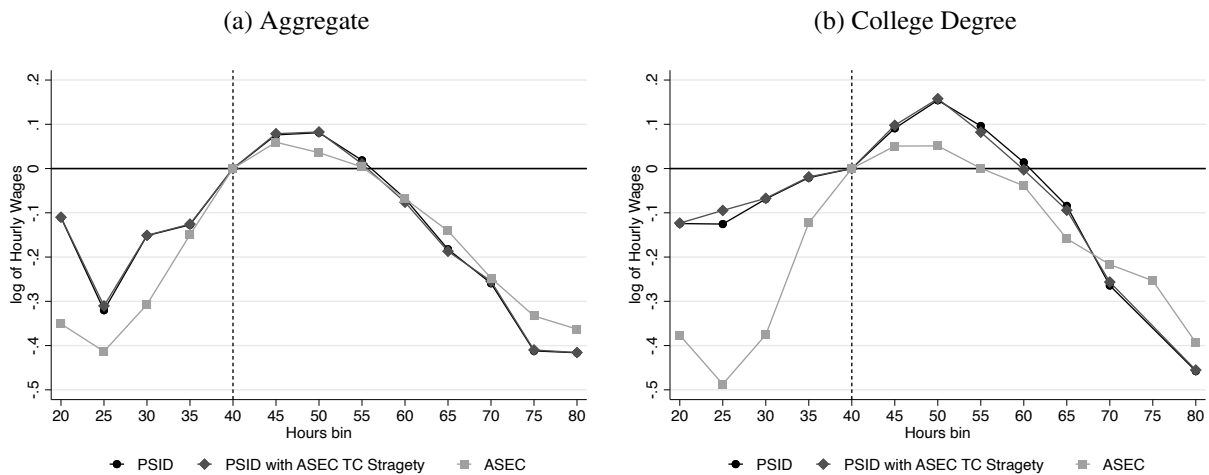 (a) Aggregate
(b) College Degree
log of Hourly Wages
.2
.1
0
-.1
-.2
-.3
-.4
-.5
20 25 30 35 40 45 50 55 60 65 70 75 80
Hours bin
PSID PSID with ASEC TC Stragety ASEC
log of Hourly Wages
.2
.1
0
-.1
-.2
-.3
-.4
-.5
20 25 30 35 40 45 50 55 60 65 70 75 80
Hours bin
PSID PSID with ASEC TC Stragety ASEC